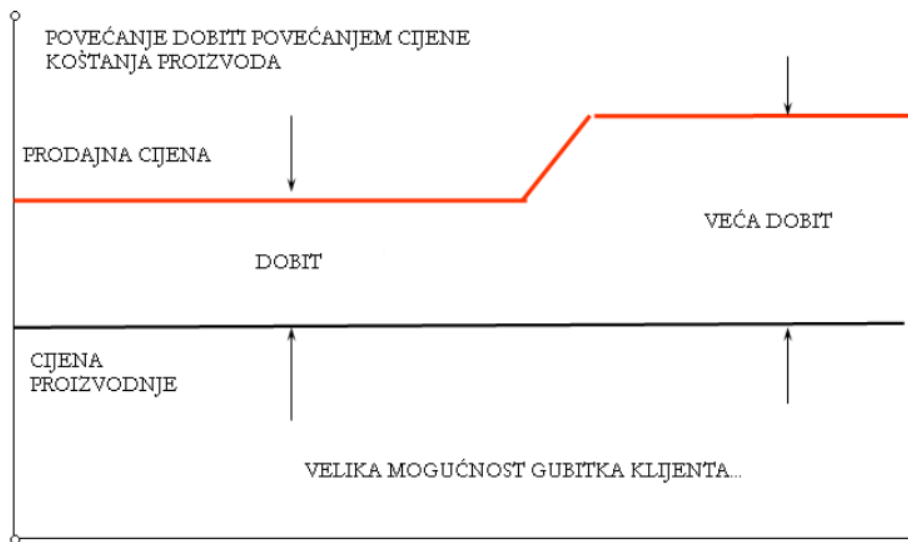 POVEĆANJE DOBITI POVEĆANJEM CIJENE
KOŠTANJA PROIZVODA
PRODAJNA CIJENA
VEĆA DOBIT
DOBIT
CIJENA
PROIZVODNJE
VELIKA MOGUĆNOST GUBITKA KLIJENTA...